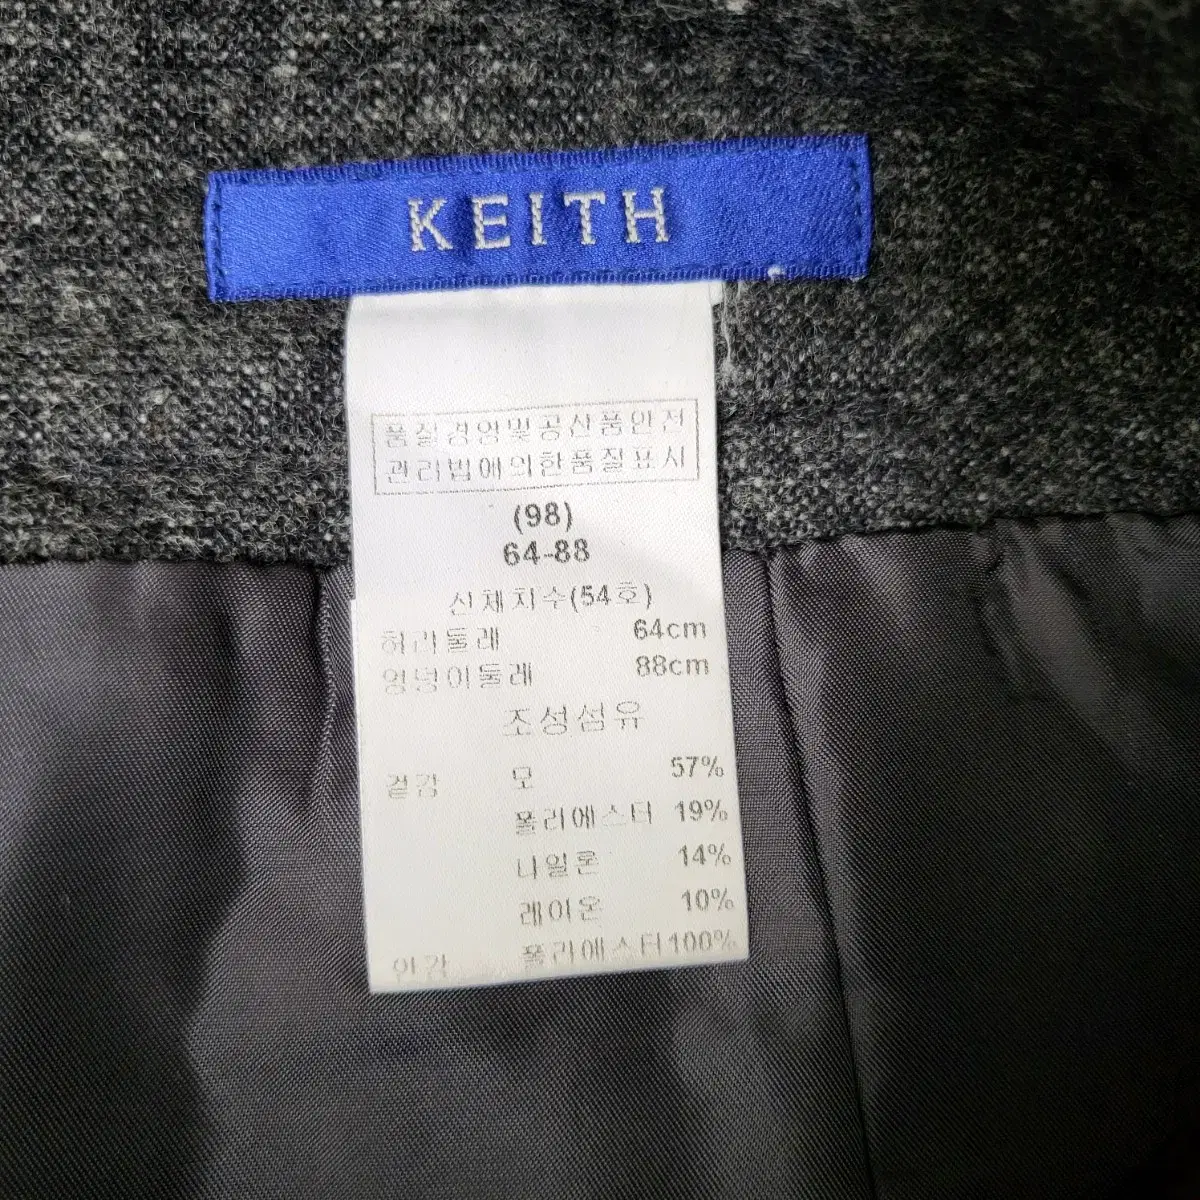 KEITH
품질경영및공산품안전
관리법에의한품질표시
(98)
64-88
신체치수(54호)
허리둘레 64cm
엉덩이둘레 88cm
조성섬유
겉감 모 57%
폴리에스터 19%
나일론 14%
레이온 10%
안감 폴리에스터100%